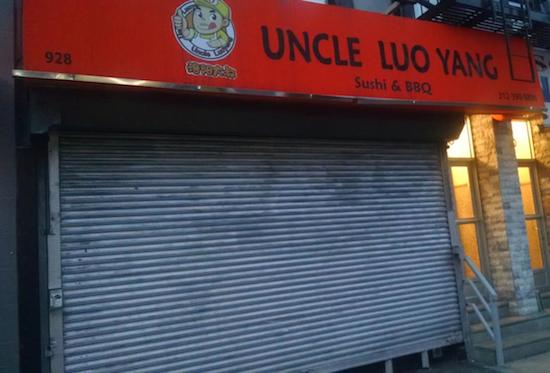 928
UNCLE LUO YANG
Sushi & BBQ